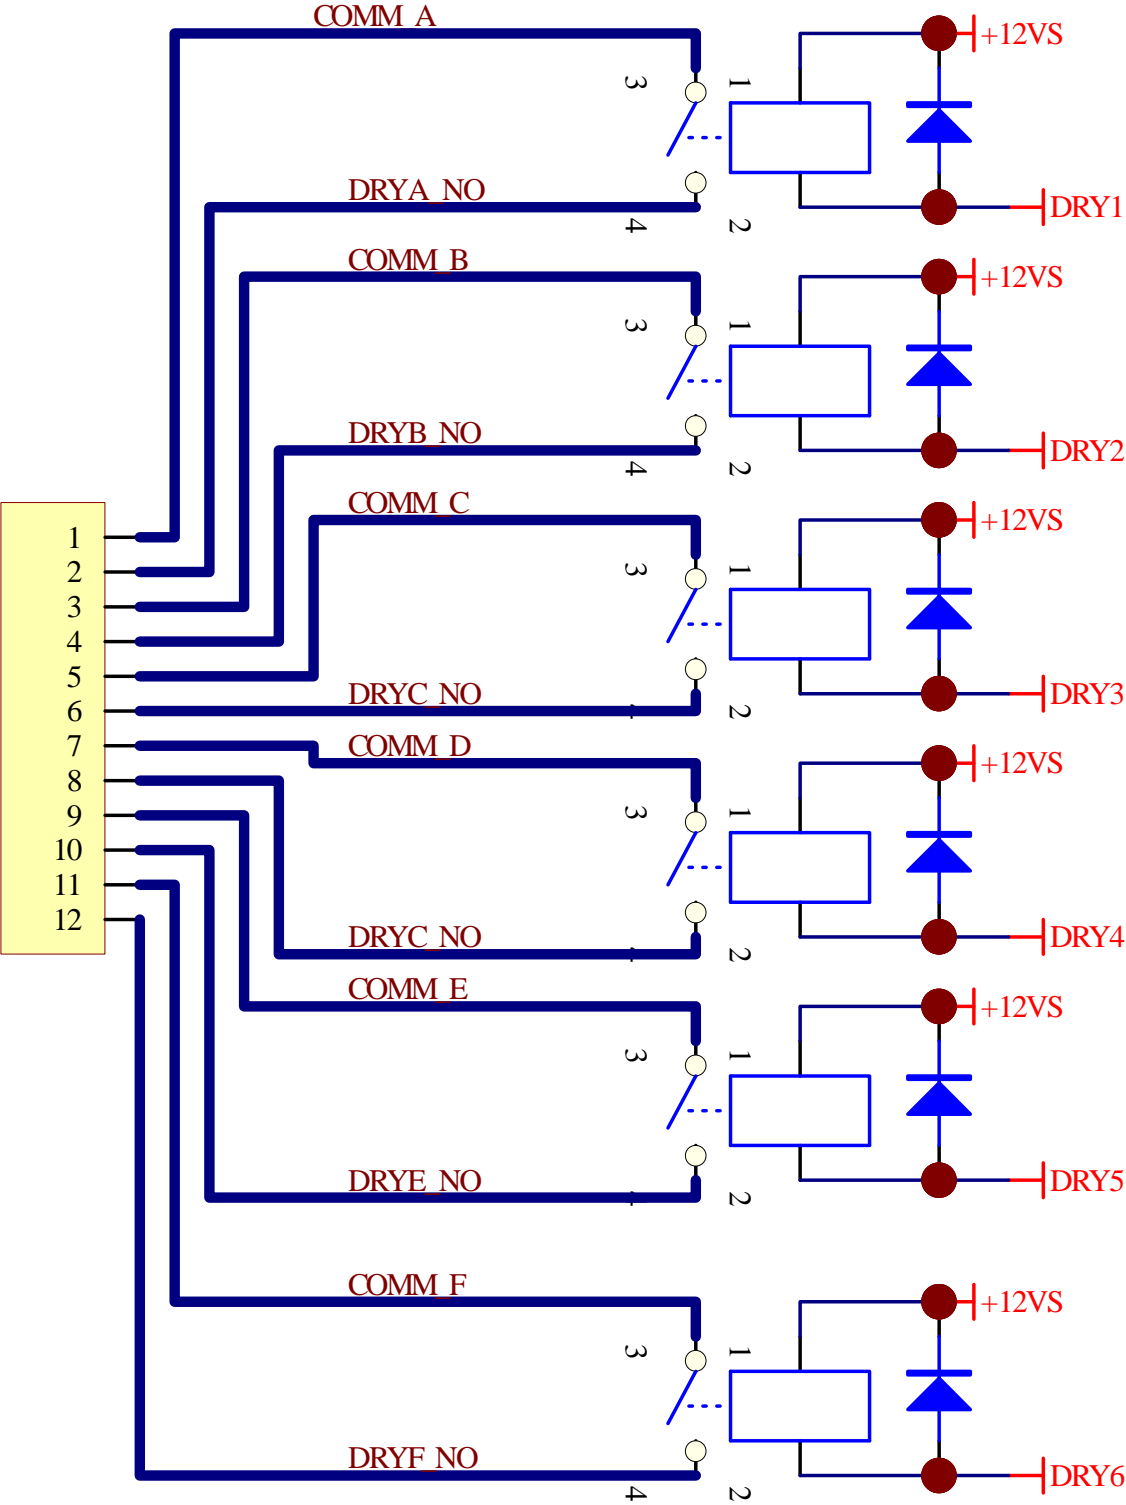 COMM_A
+12VS
3
1
DRYA_NO
DRY1
4
2
COMM_B
+12VS
3
1
DRYB_NO
DRY2
4
2
COMM_C
+12VS
3
1
DRYC_NO
DRY3
2
COMM_D
+12VS
3
1
DRYC_NO
DRY4
2
COMM_E
+12VS
3
1
DRYE_NO
DRY5
2
COMM_F
+12VS
3
1
DRYF_NO
DRY6
4
2
1
2
3
4
5
6
7
8
9
10
11
12